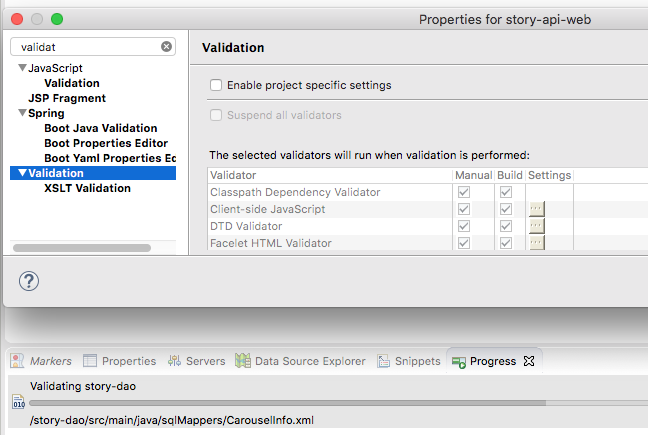 Properties for story-api-web
validat
JavaScript
Validation
JSP Fragment
Spring
Boot Java Validation
Boot Properties Editor
Boot Yaml Properties Ed
Validation
XSLT Validation
Validation
Enable project specific settings
Suspend all validators
The selected validators will run when validation is performed:
Validator Manual Build Settings
Classpath Dependency Validator
Client-side JavaScript ...
DTD Validator ...
Facelet HTML Validator ...
?
Markers Properties Servers Data Source Explorer Snippets Progress
Validating story-dao
010
/story-dao/src/main/java/sqlMappers/CarouselInfo.xml